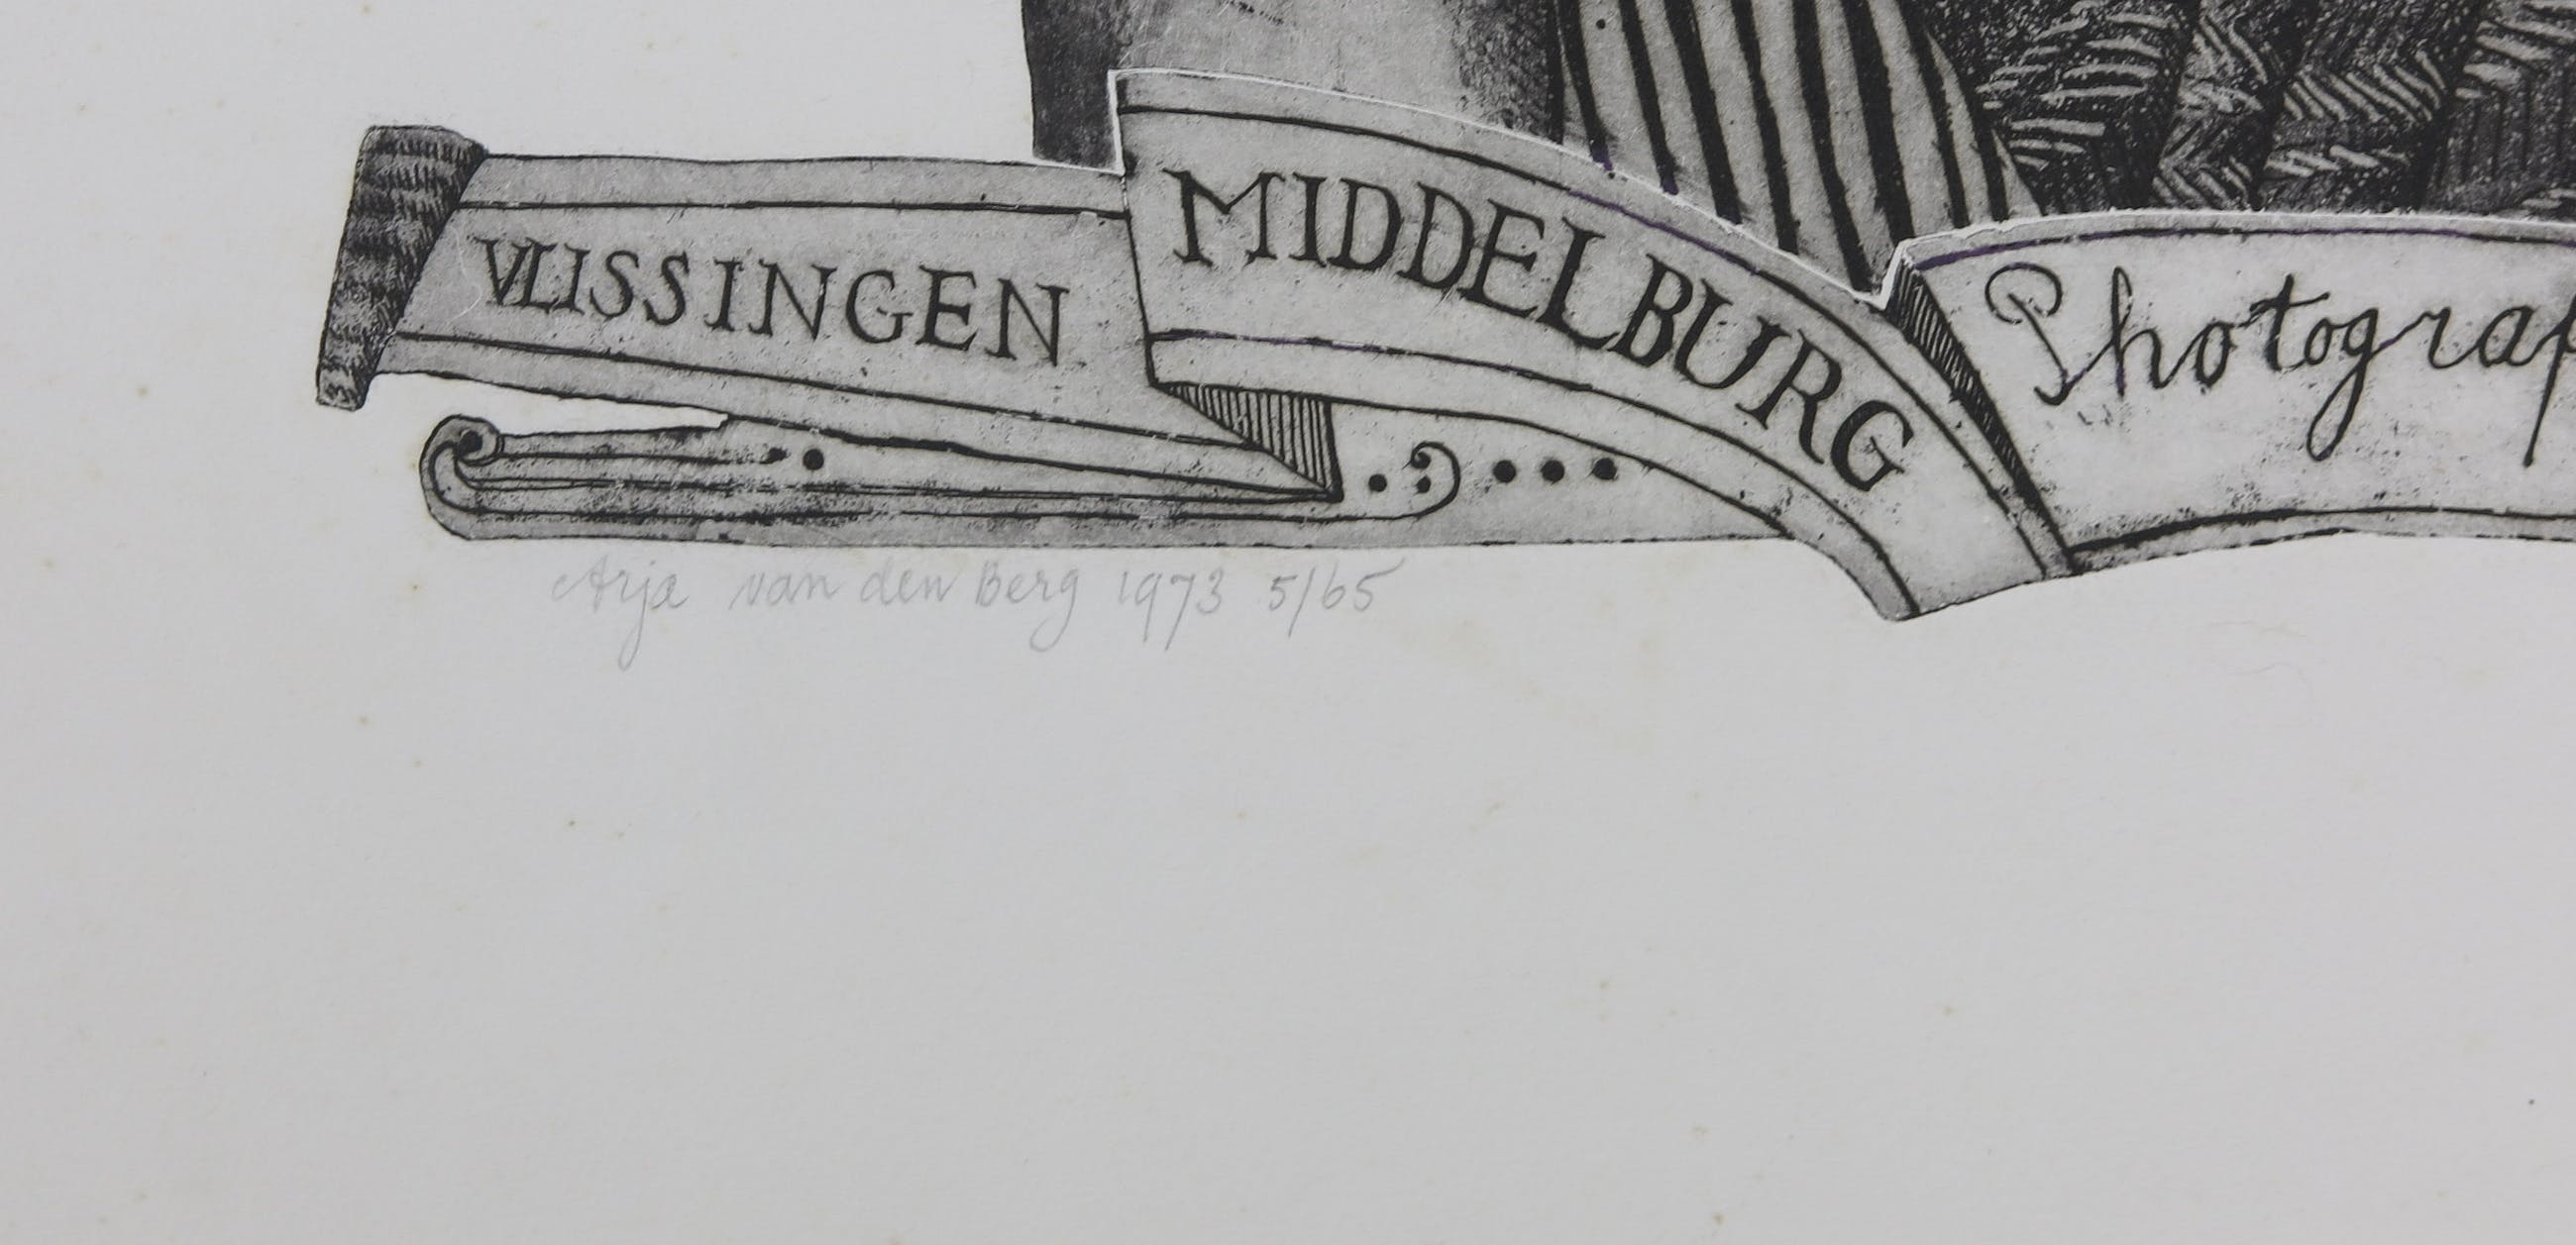 VLISSINGEN
MIDDELBURG
Photograp
Arja van den Berg 1973 5/65